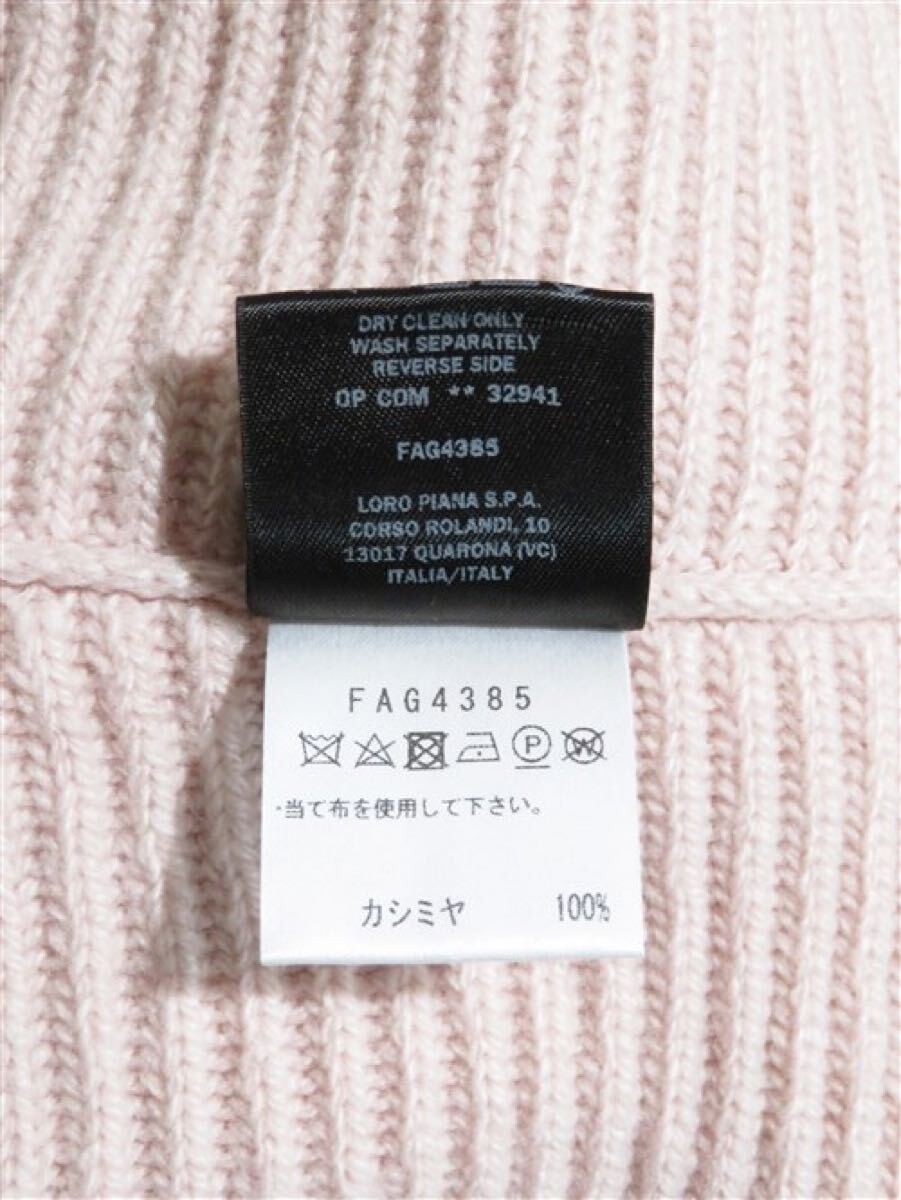 DRY CLEAN ONLY
WASH SEPARATELY
REVERSE SIDE
OP COM ** 32941
FAG4385
LORO PIANA S.P.A.
CORSO ROLANDI, 10
13017 QUARONA (VC)
ITALIA/ITALY
FAG4385
P W
・当て布を使用して下さい。
カシミヤ 100%